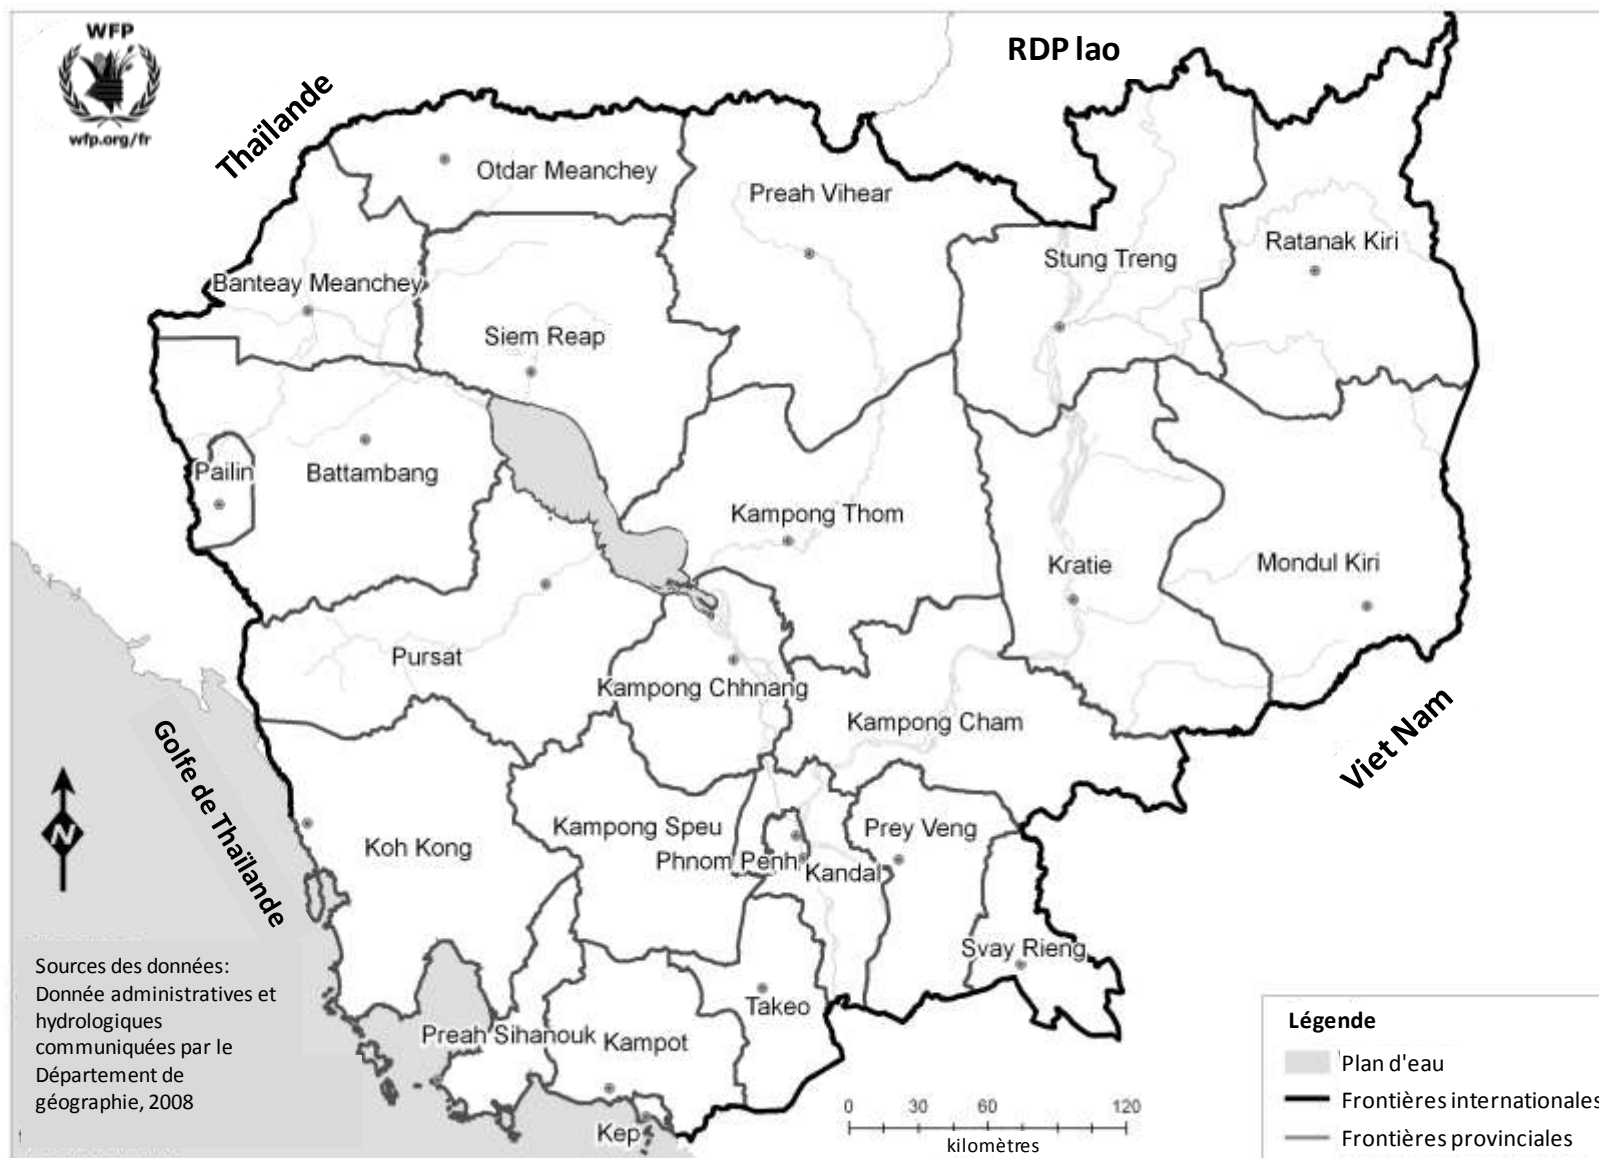 WFP
wfp.org/fr
Thaïlande
RDP lao
Otdar Meanchey
Preah Vihear
Ratanak Kiri
Stung Treng
Banteay Meanchey
Siem Reap
Pailin
Battambang
Kampong Thom
Kratie
Mondul Kiri
Pursat
Kampong Chhnang
Kampong Cham
Viet Nam
Golfe de Thaïlande
N
Koh Kong
Kampong Speu
Prey Veng
Phnom Penh
Kandal
Svay Rieng
Takeo
Preah Sihanouk
Kampot
Kep
Sources des données:
Donnée administratives et
hydrologiques
communiquées par le
Département de
géographie, 2008
0 30 60 120
kilomètres
Légende
Plan d'eau
Frontières internationales
Frontières provinciales